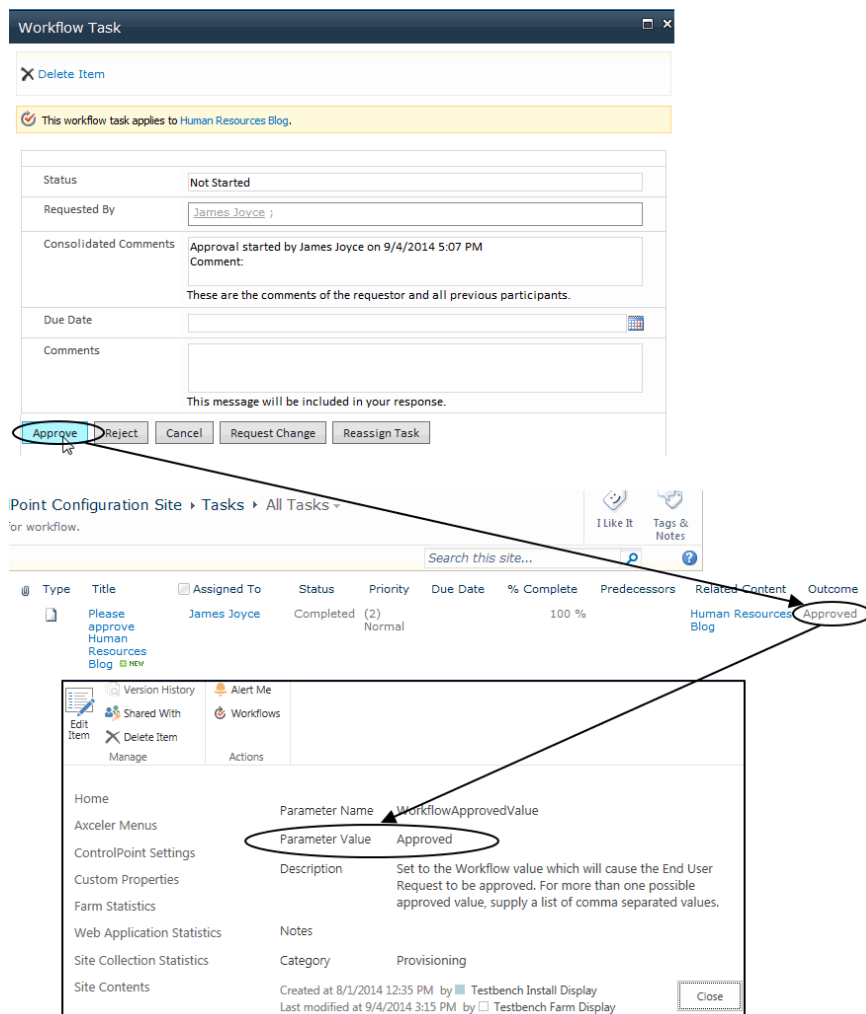 Workflow Task
Delete Item
This workflow task applies to Human Resources Blog.
Status
Not Started
Requested By
James Joyce ;
Consolidated Comments
Approval started by James Joyce on 9/4/2014 5:07 PM
Comment:
These are the comments of the requestor and all previous participants.
Due Date
Comments
This message will be included in your response.
Approve Reject Cancel Request Change Reassign Task
Point Configuration Site Tasks All Tasks
for workflow.
I Like It
Tags &
Notes
Search this site...
Type Title Assigned To Status Priority Due Date % Complete Predecessors Related Content Outcome
Please James Joyce Completed (2) 100 % Human Resources Approved
approve Normal Blog
Human
Resources
Blog NEW
Version History Alert Me
Shared With Workflows
Edit
Item
Delete Item
Manage Actions
Home
Parameter Name WorkflowApprovedValue
Axceler Menus
Parameter Value Approved
ControlPoint Settings
Description Set to the Workflow value which will cause the End User
Custom Properties
Request to be approved. For more than one possible
Farm Statistics
approved value, supply a list of comma separated values.
Web Application Statistics
Notes
Site Collection Statistics
Category Provisioning
Site Contents
Created at 8/1/2014 12:35 PM by Testbench Install Display
Last modified at 9/4/2014 3:15 PM by Testbench Farm Display
Close